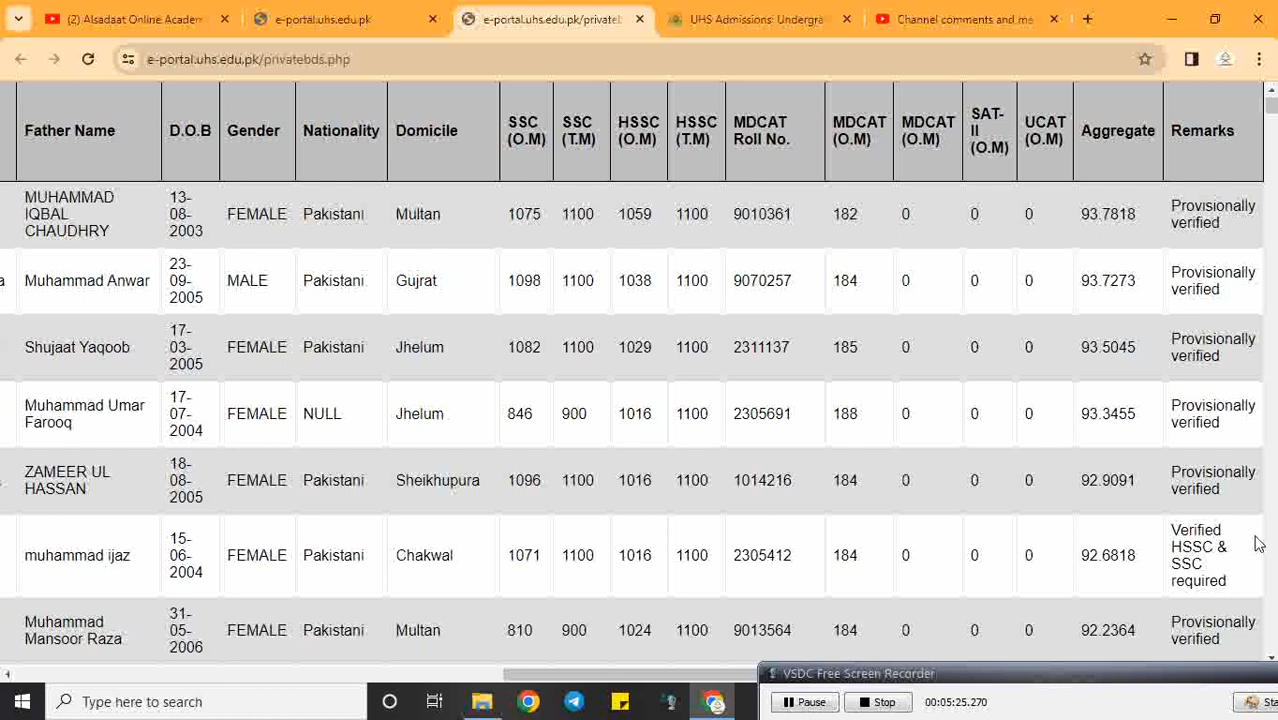 (2) Alsadaat Online Academ
e-portal.uhs.edu.pk
e-portal.uhs.edu.pk/privatebd
UHS Admissions: Undergra
Channel comments and me
e-portal.uhs.edu.pk/privatebds.php
Father Name D.O.B Gender Nationality Domicile SSC (O.M) SSC (T.M) HSSC (O.M) HSSC (T.M) MDCAT Roll No. MDCAT (O.M) MDCAT (O.M) SAT-II (O.M) UCAT (O.M) Aggregate Remarks
MUHAMMAD IQBAL CHAUDHRY 13-08-2003 FEMALE Pakistani Multan 1075 1100 1059 1100 9010361 182 0 0 0 93.7818 Provisionally verified
a Muhammad Anwar 23-09-2005 MALE Pakistani Gujrat 1098 1100 1038 1100 9070257 184 0 0 0 93.7273 Provisionally verified
Shujaat Yaqoob 17-03-2005 FEMALE Pakistani Jhelum 1082 1100 1029 1100 2311137 185 0 0 0 93.5045 Provisionally verified
Muhammad Umar Farooq 17-07-2004 FEMALE NULL Jhelum 846 900 1016 1100 2305691 188 0 0 0 93.3455 Provisionally verified
ZAMEER UL HASSAN 18-08-2005 FEMALE Pakistani Sheikhupura 1096 1100 1016 1100 1014216 184 0 0 0 92.9091 Provisionally verified
muhammad ijaz 15-06-2004 FEMALE Pakistani Chakwal 1071 1100 1016 1100 2305412 184 0 0 0 92.6818 Verified HSSC & SSC required
Muhammad Mansoor Raza 31-05-2006 FEMALE Pakistani Multan 810 900 1024 1100 9013564 184 0 0 0 92.2364 Provisionally verified
VSDC Free Screen Recorder
Pause Stop 00:05:25.270 Sta
Type here to search